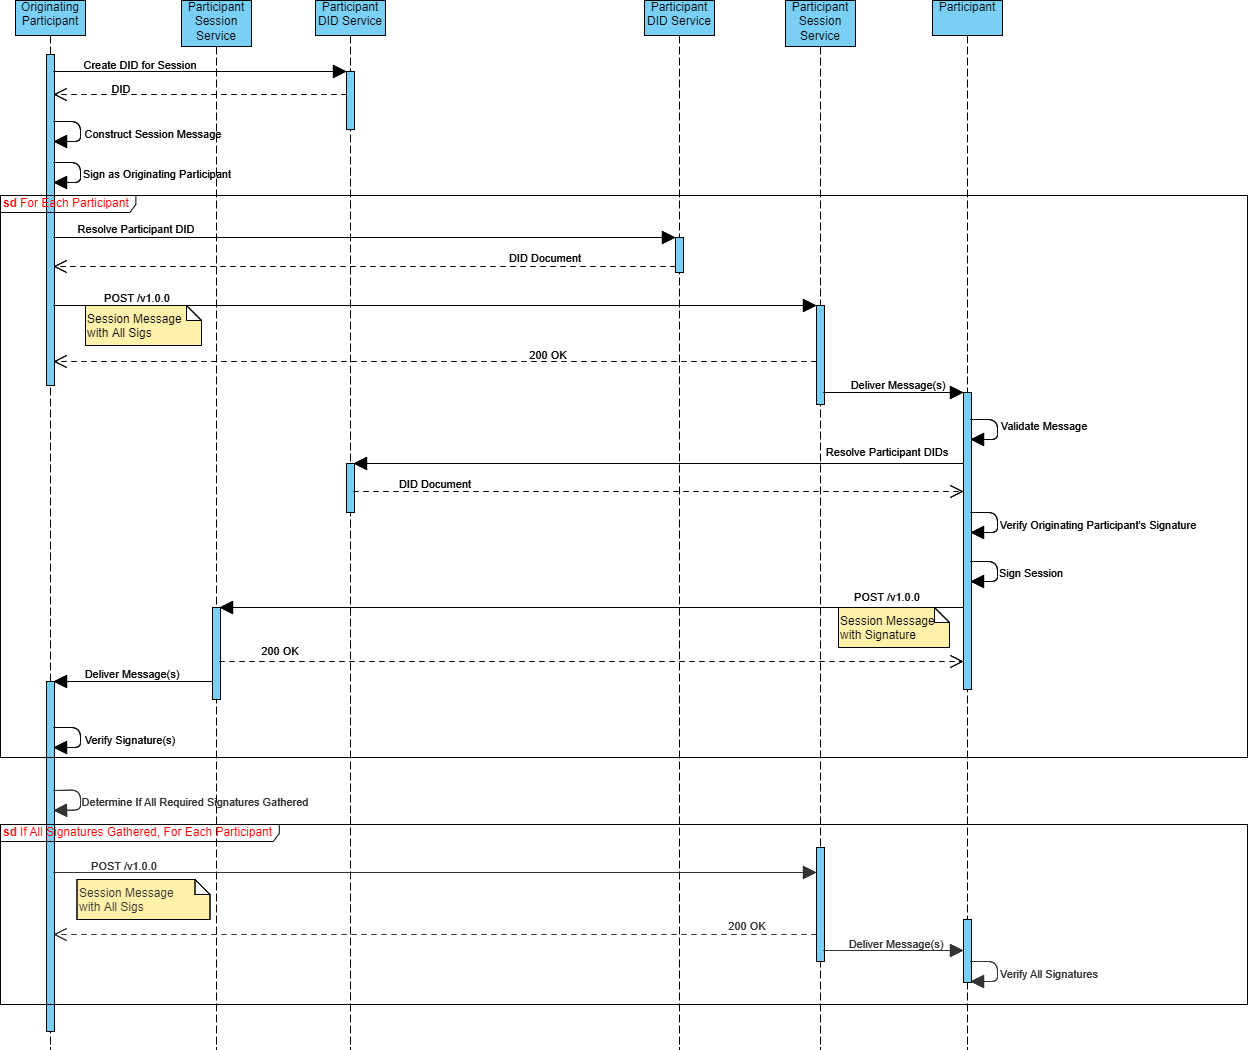 Originating
Participant
Participant
Session
Service
Participant
DID Service
Participant
DID Service
Participant
Session
Service
Participant
Create DID for Session
DID
Construct Session Message
Sign as Originating Participant
sd For Each Participant
Resolve Participant DID
DID Document
POST /v1.0.0
Session Message
with All Sigs
200 OK
Deliver Message(s)
Validate Message
Resolve Participant DIDs
DID Document
Verify Originating Participant's Signature
Sign Session
POST /v1.0.0
Session Message
with Signature
200 OK
Deliver Message(s)
Verify Signature(s)
Determine If All Required Signatures Gathered
sd If All Signatures Gathered, For Each Participant
POST /v1.0.0
Session Message
with All Sigs
200 OK
Deliver Message(s)
Verify All Signatures